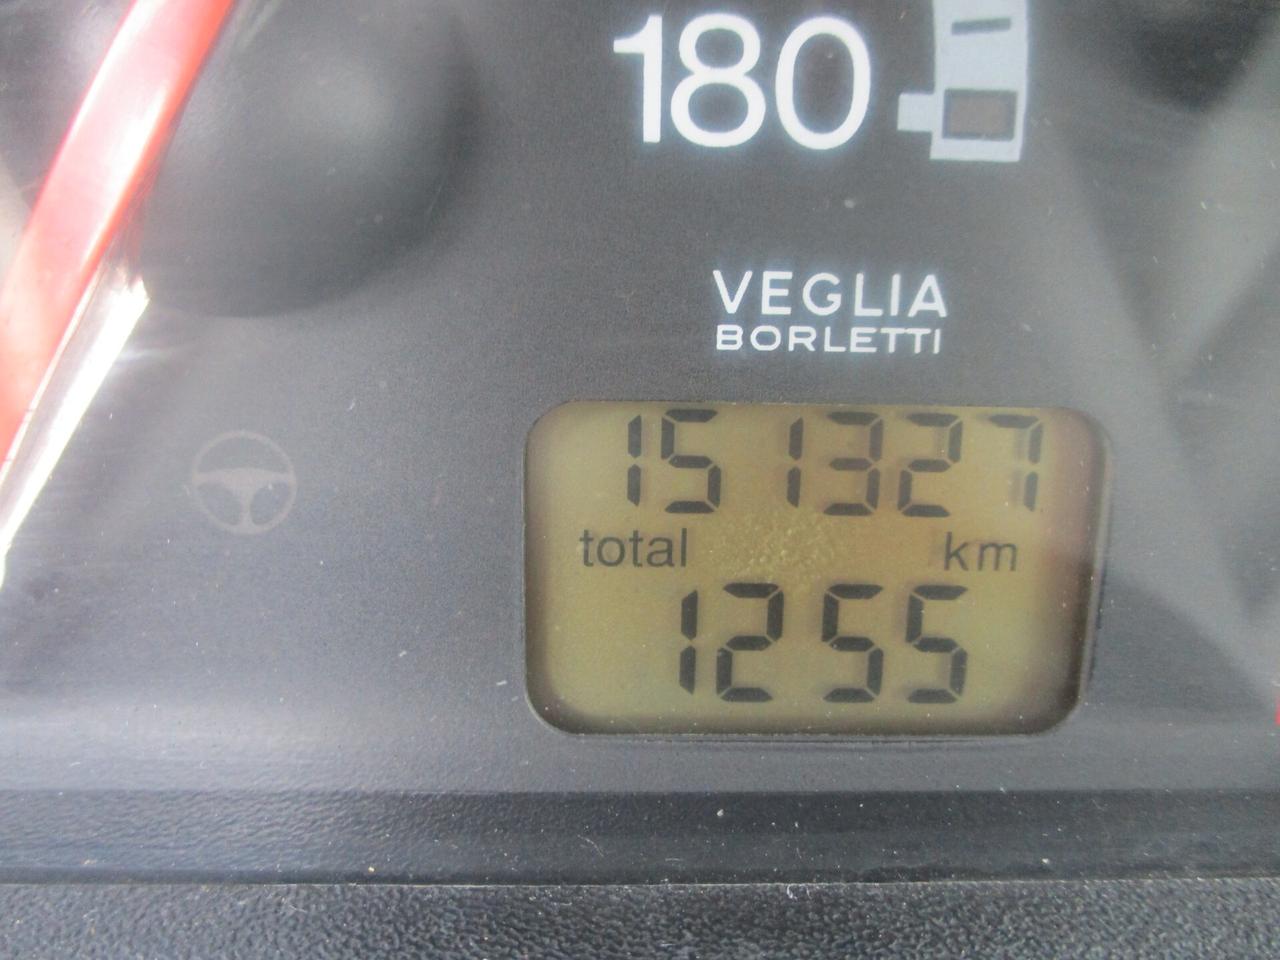 180
VEGLIA
BORLETTI
151327
total km
1255